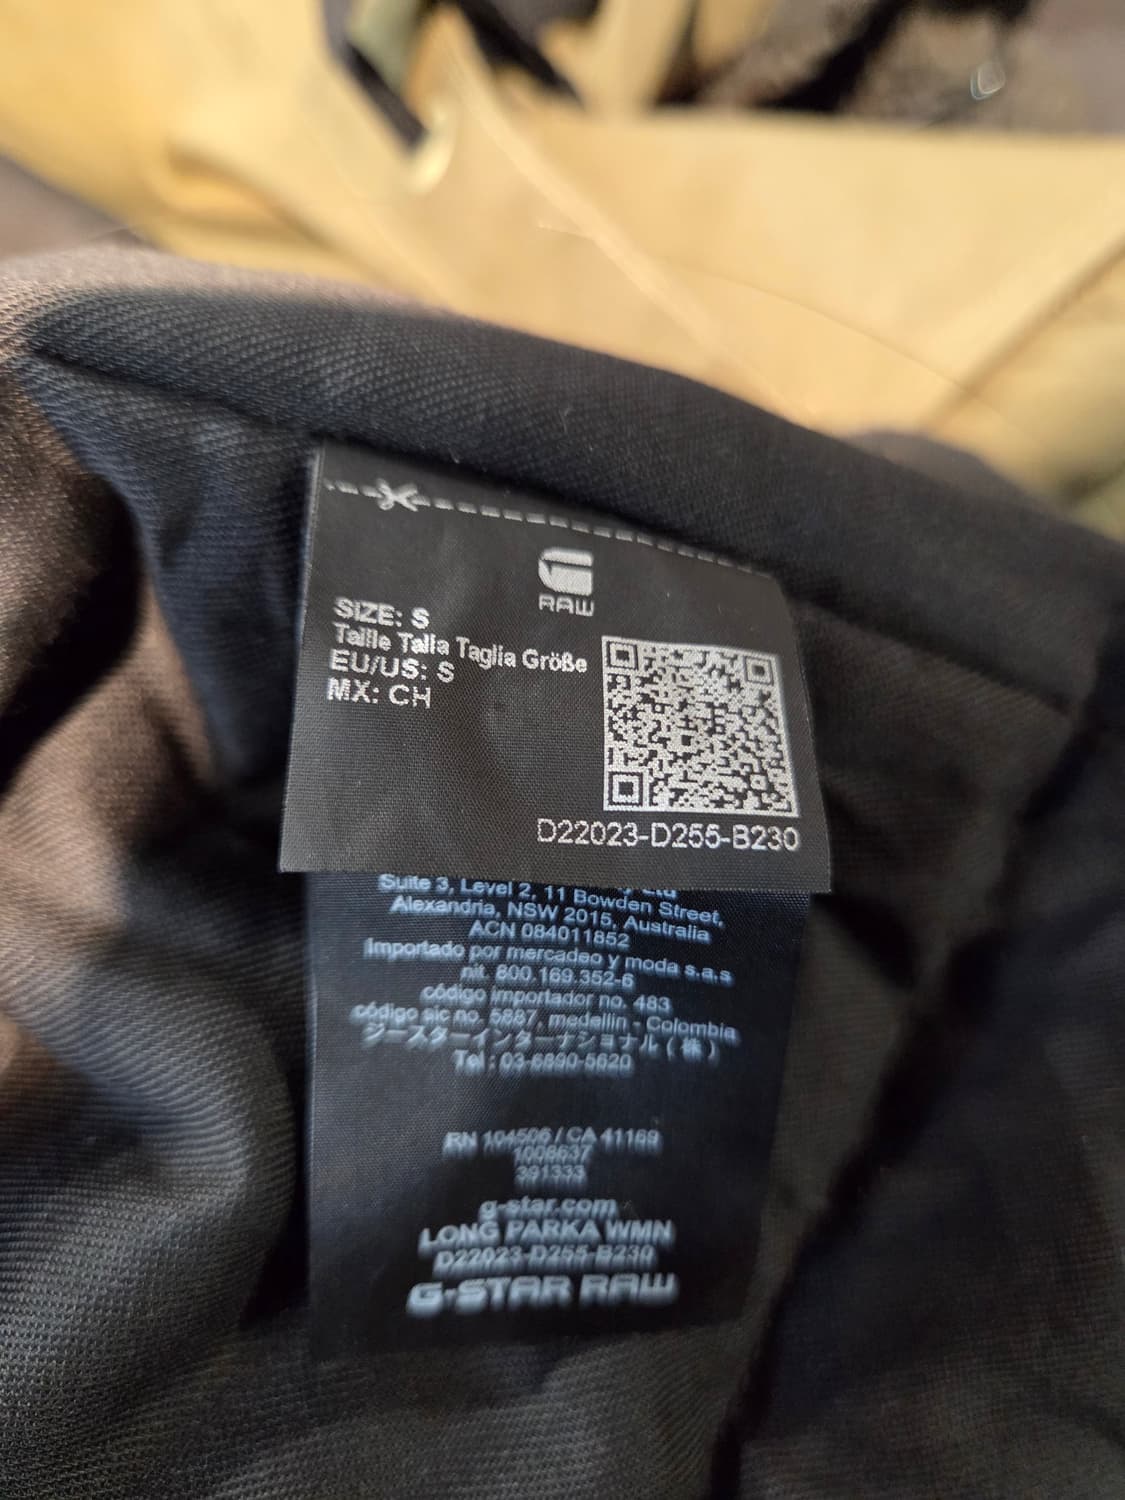 RAW
SIZE: S
Taille Talla Taglia Größe
EU/US: S
MX: CH
D22023-D255-B230
Suite 3, Level 2, 11 Bowden Street,
Alexandria, NSW 2015, Australia
ACN 084011852
Importado por mercadeo y moda s.a.s
nit. 800.169.352-6
código importador no. 483
código sic no. 5887, medellin - Colombia
ジースターインターナショナル(株)
Tel : 03-6890-5620
RN 104506 / CA 41169
1008637
391333
g-star.com
LONG PARKA WMN
D22023-D255-B230
G-STAR RAW